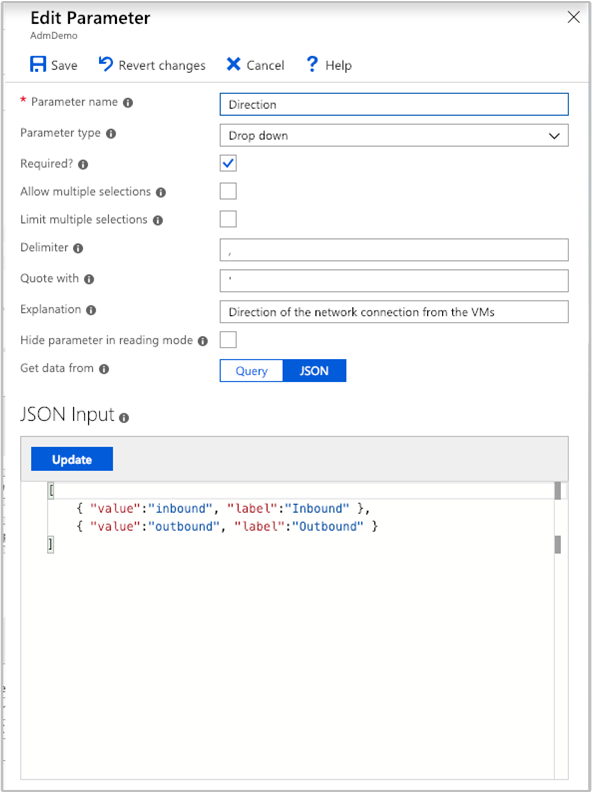 Edit Parameter
AdmDemo
Save Revert changes Cancel ? Help
* Parameter name Direction
Parameter type Drop down
Required?
Allow multiple selections
Limit multiple selections
Delimiter ,
Quote with '
Explanation Direction of the network connection from the VMs
Hide parameter in reading mode
Get data from Query JSON
JSON Input
Update
[
{ "value":"inbound", "label":"Inbound" },
{ "value":"outbound", "label":"Outbound" }
]